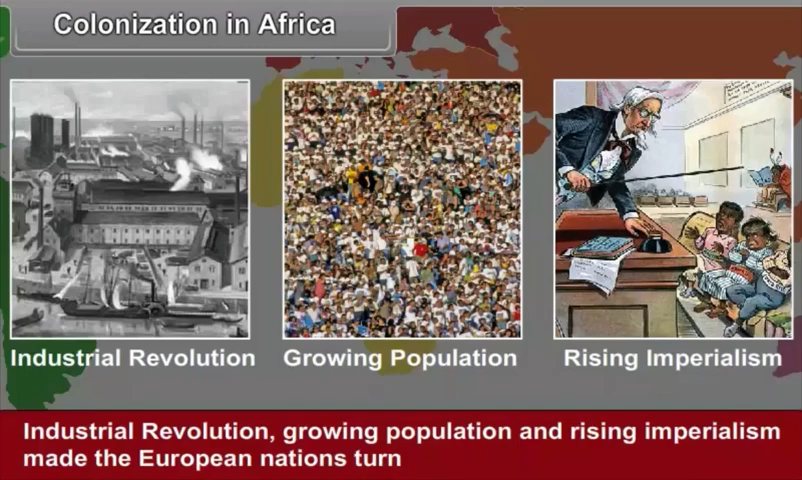 Colonization in Africa
Industrial Revolution
Growing Population
Rising Imperialism
Industrial Revolution, growing population and rising imperialism
made the European nations turn